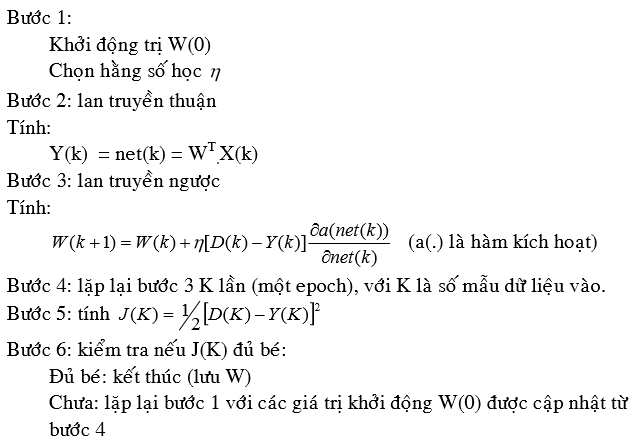 Bước 1:
Khởi động trị W(0)
Chọn hằng số học η
Bước 2: lan truyền thuận
Tính:
Y(k) = net(k) = Wᵀ.X(k)
Bước 3: lan truyền ngược
Tính:
W(k+1) = W(k) + η[D(k) − Y(k)] ∂a(net(k))/∂net(k) (a(.) là hàm kích hoạt)
Bước 4: lặp lại bước 3 K lần (một epoch), với K là số mẫu dữ liệu vào.
Bước 5: tính J(K) = 1/2[D(K) − Y(K)]²
Bước 6: kiểm tra nếu J(K) đủ bé:
Đủ bé: kết thúc (lưu W)
Chưa: lặp lại bước 1 với các giá trị khởi động W(0) được cập nhật từ
bước 4